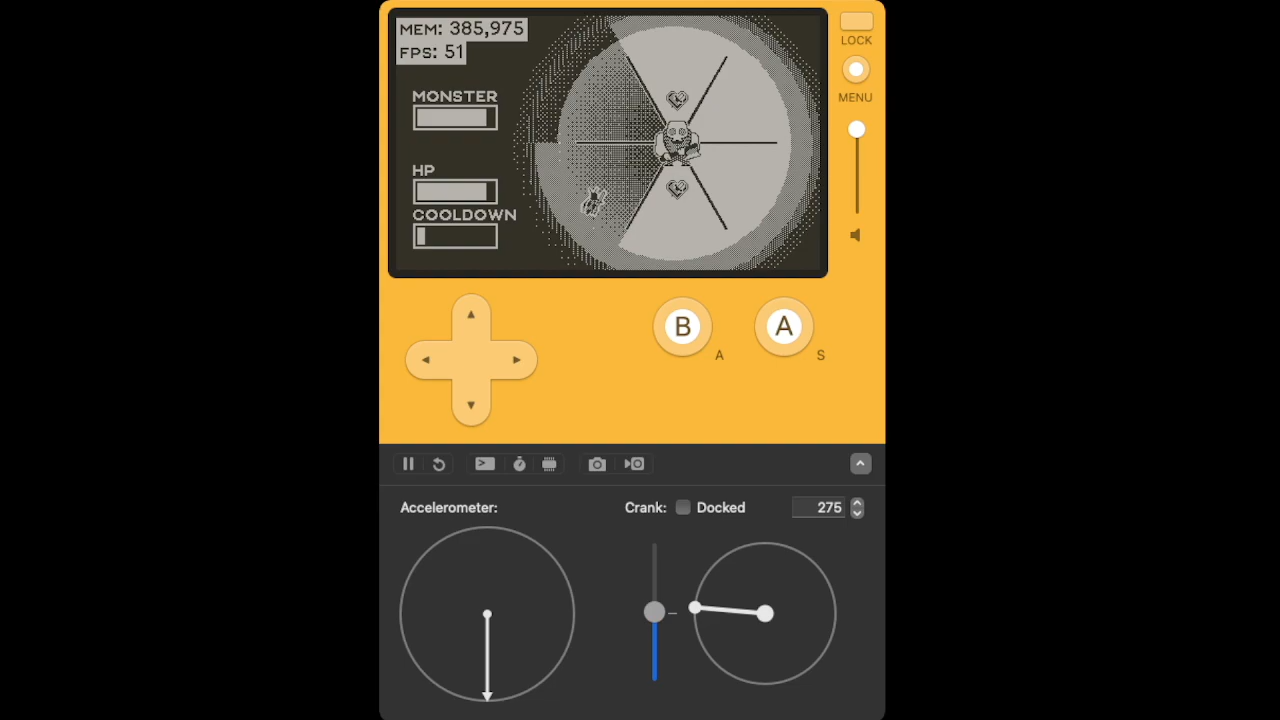 MEM: 385,975
FPS: 51
MONSTER
HP
COOLDOWN
LOCK
MENU
B
A
A
S
Accelerometer:
Crank:
Docked
275